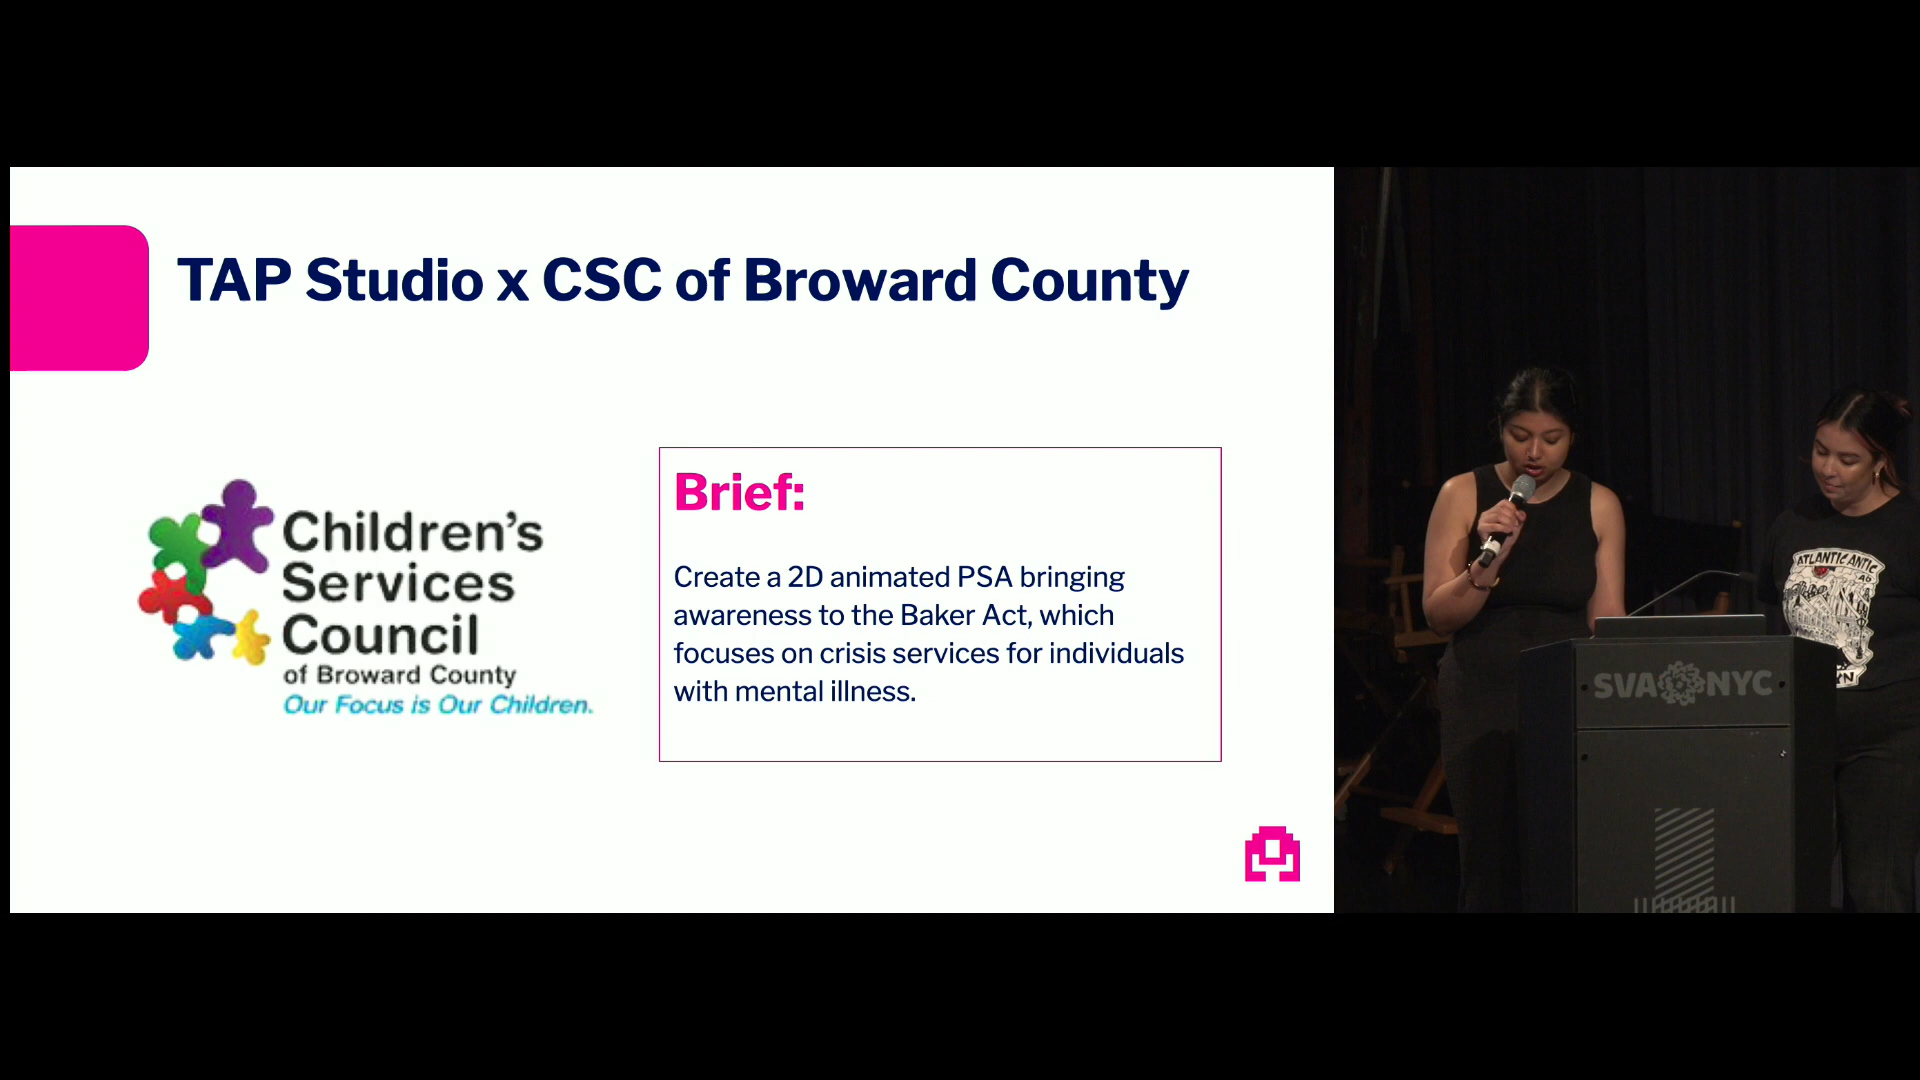 TAP Studio x CSC of Broward County
Children's
Services
Council
of Broward County
Our Focus is Our Children.
Brief:
Create a 2D animated PSA bringing
awareness to the Baker Act, which
focuses on crisis services for individuals
with mental illness.
ATLANTIC ANTIC
SVA NYC